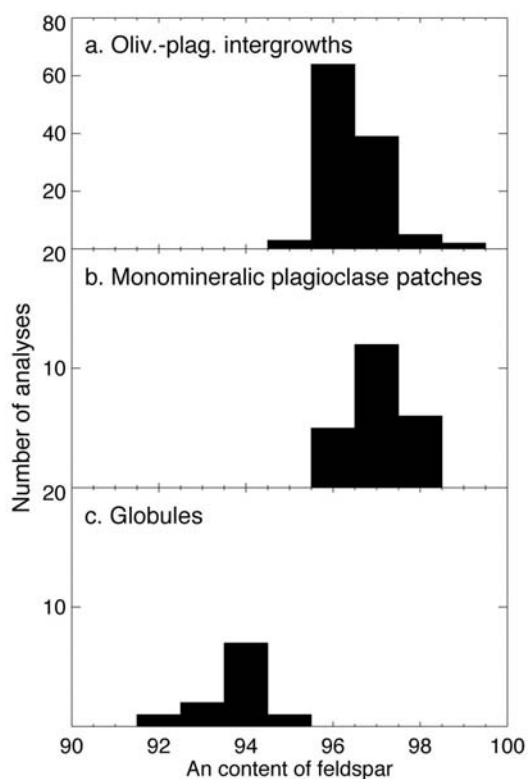 80
a. Oliv.-plag. intergrowths
60
40
20
20
b. Monomineralic plagioclase patches
10
20
c. Globules
10
Number of analyses
90 92 94 96 98 100
An content of feldspar